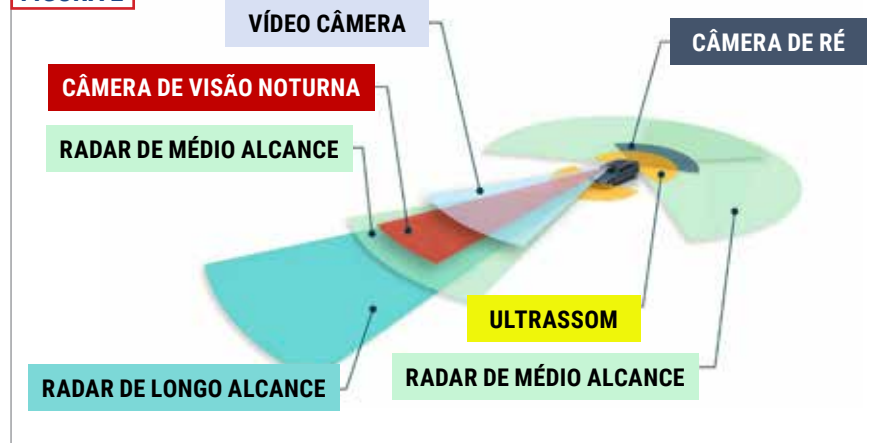 VÍDEO CÂMERA
CÂMERA DE RÉ
CÂMERA DE VISÃO NOTURNA
RADAR DE MÉDIO ALCANCE
ULTRASSOM
RADAR DE MÉDIO ALCANCE
RADAR DE LONGO ALCANCE